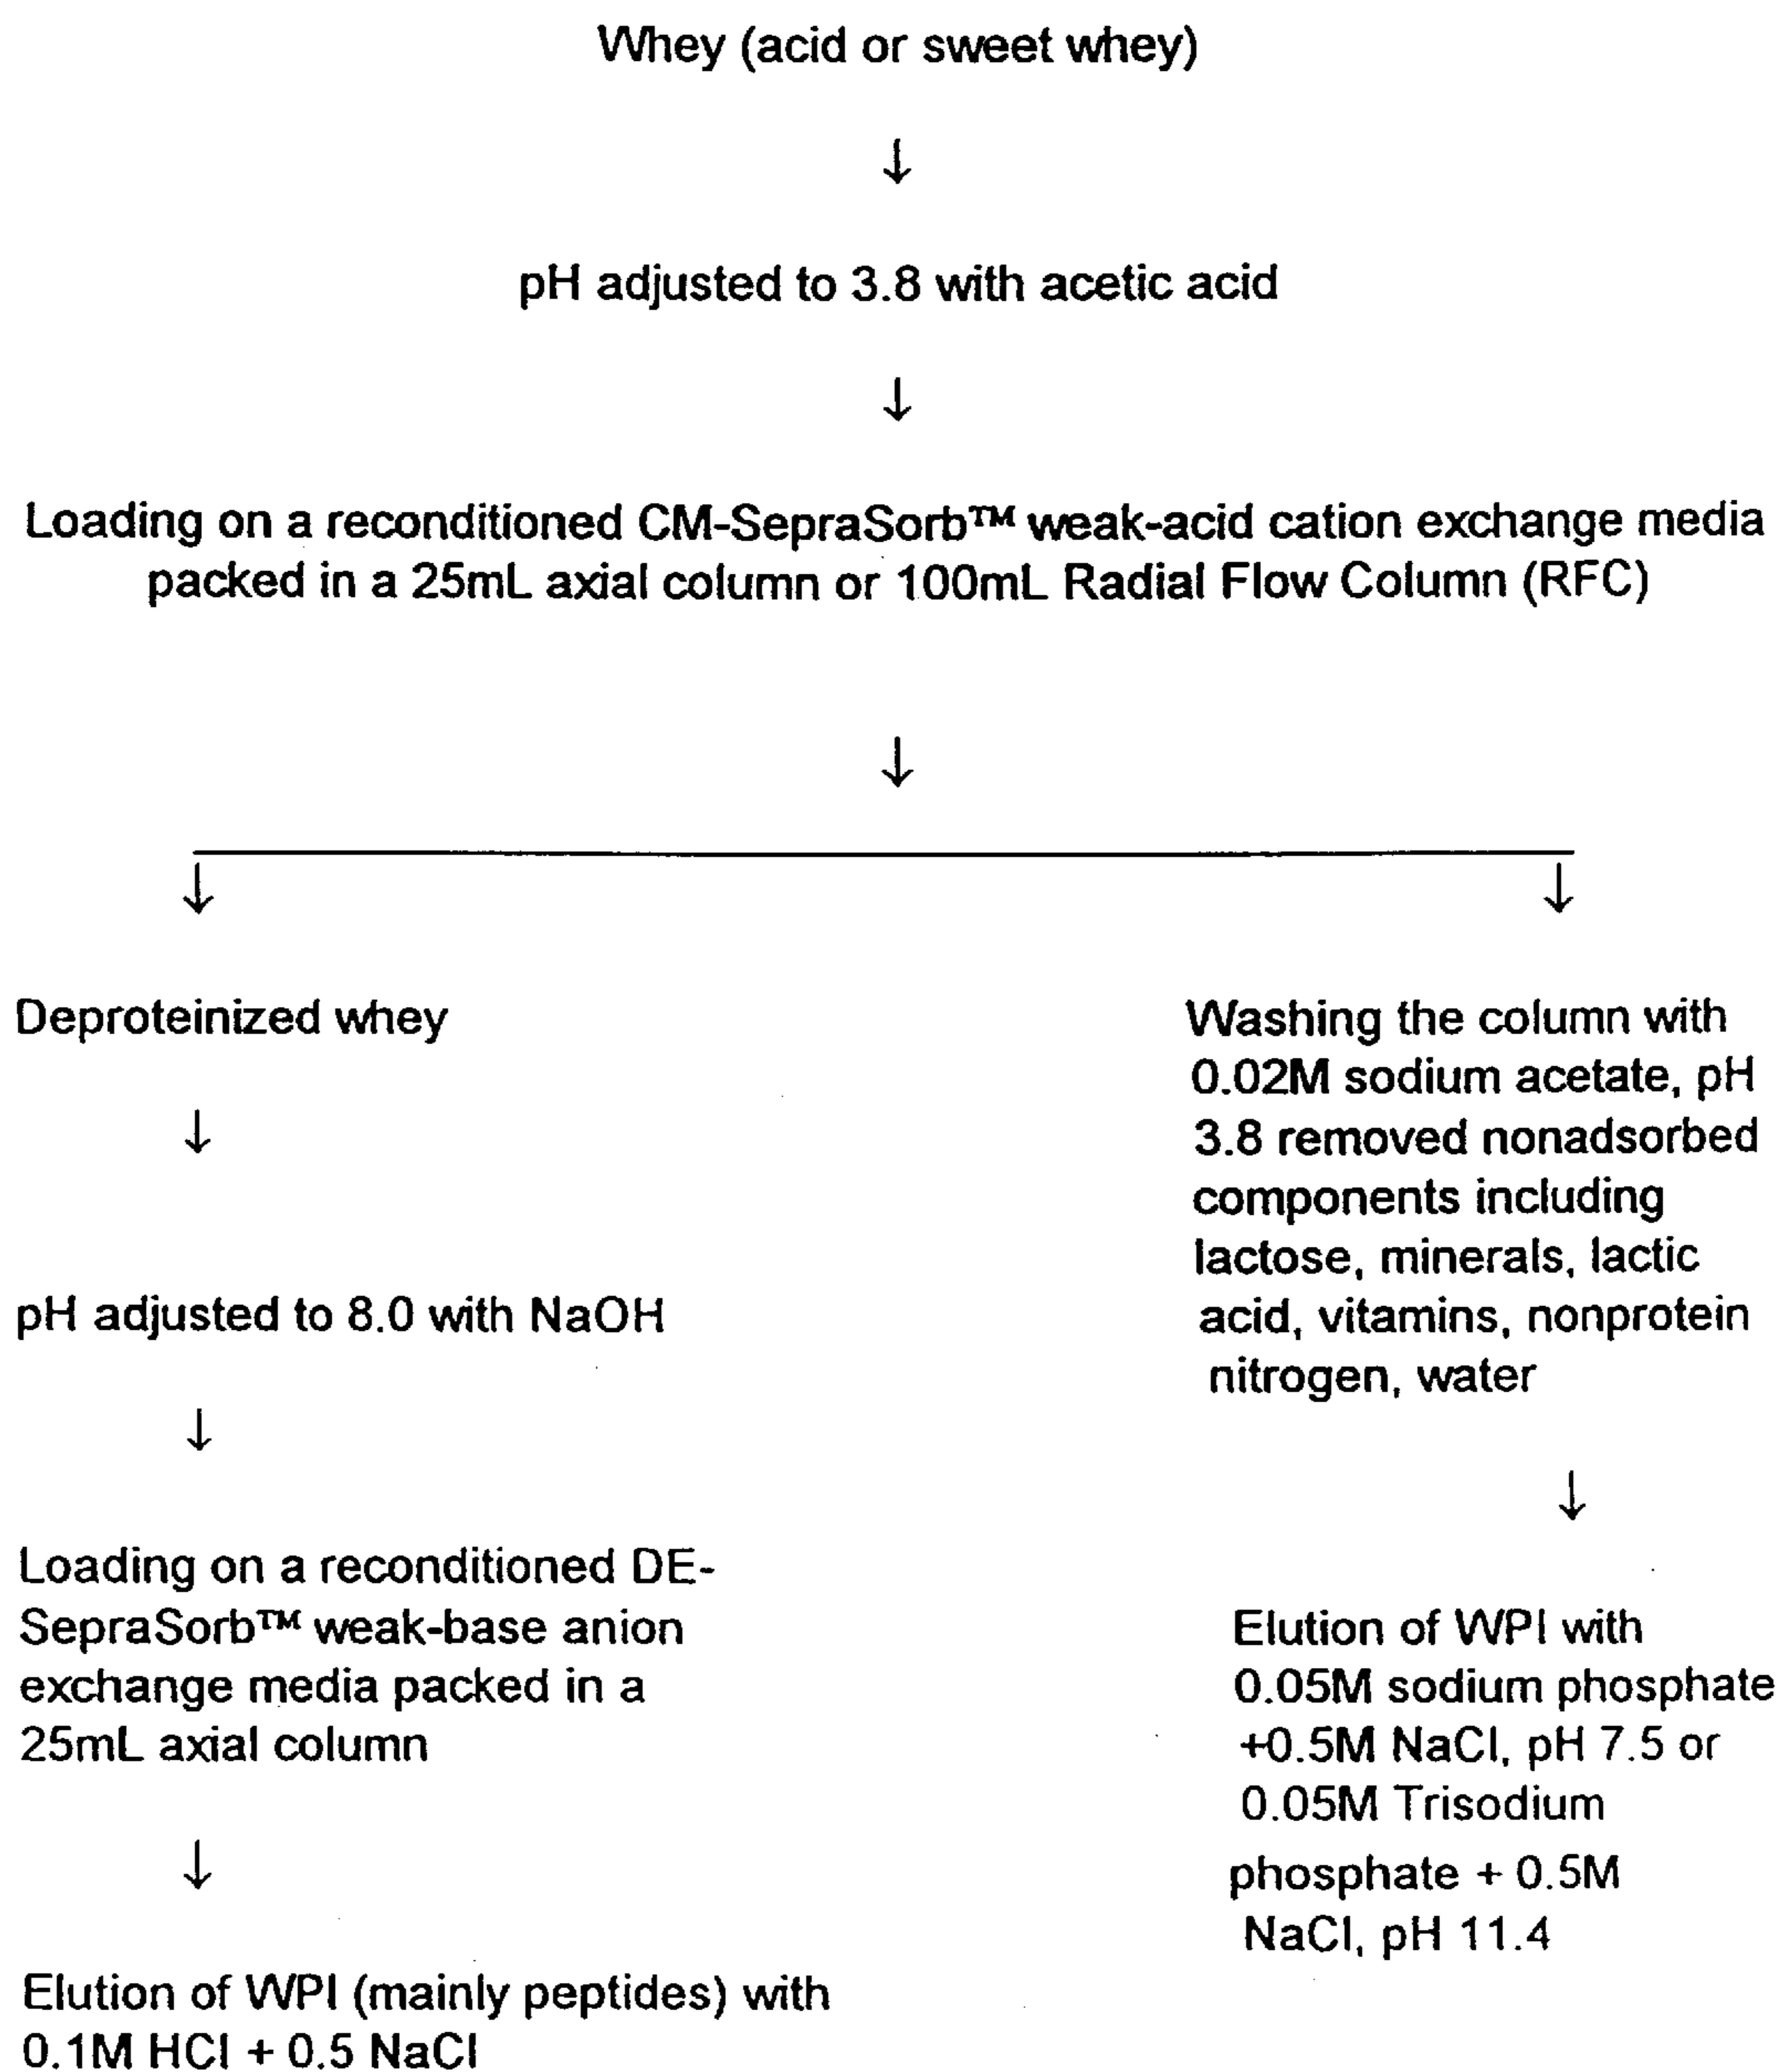 Whey (acid or sweet whey)
↓
pH adjusted to 3.8 with acetic acid
↓
Loading on a reconditioned CM-SepraSorb™ weak-acid cation exchange media
packed in a 25mL axial column or 100mL Radial Flow Column (RFC)
↓
↓ ↓
Deproteinized whey
↓
pH adjusted to 8.0 with NaOH
↓
Loading on a reconditioned DE-
SepraSorb™ weak-base anion
exchange media packed in a
25mL axial column
↓
Elution of WPI (mainly peptides) with
0.1M HCl + 0.5 NaCl
Washing the column with
0.02M sodium acetate, pH
3.8 removed nonadsorbed
components including
lactose, minerals, lactic
acid, vitamins, nonprotein
nitrogen, water
↓
Elution of WPI with
0.05M sodium phosphate
+0.5M NaCl, pH 7.5 or
0.05M Trisodium
phosphate + 0.5M
NaCl, pH 11.4